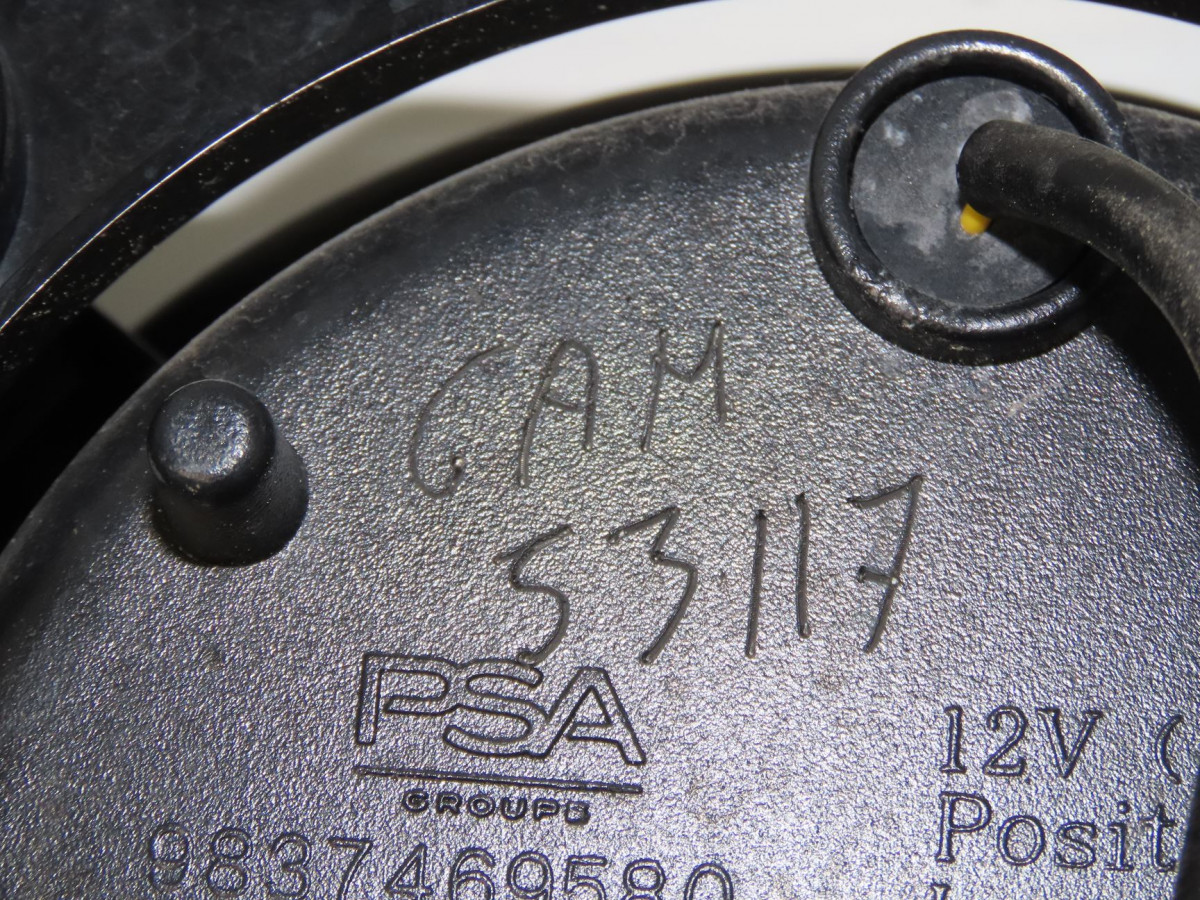 CAM
53117
PSA
GROUPE
9837469580
12V (
Posit